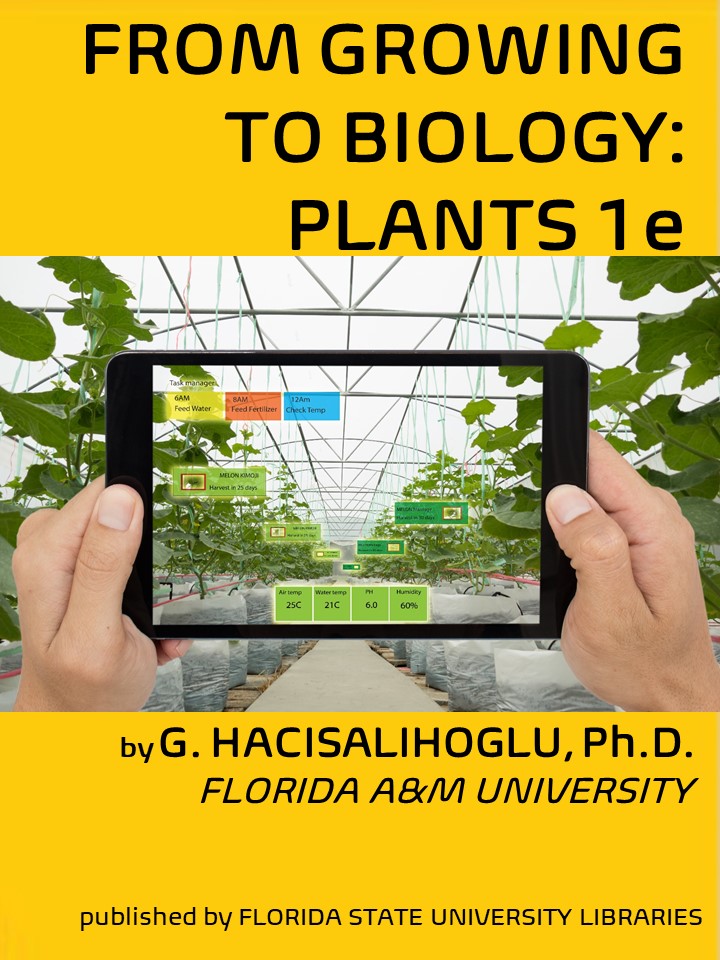 FROM GROWING
TO BIOLOGY:
PLANTS 1e
Task manager
6AM
Feed Water
8AM
Feed Fertilizer
12Am
Check Temp
MELON KIMOJI
Harvest in 25 days
Air temp
25C
Water temp
21C
PH
6.0
Humidity
60%
by G. HACISALIHOGLU, Ph.D.
FLORIDA A&M UNIVERSITY
published by FLORIDA STATE UNIVERSITY LIBRARIES